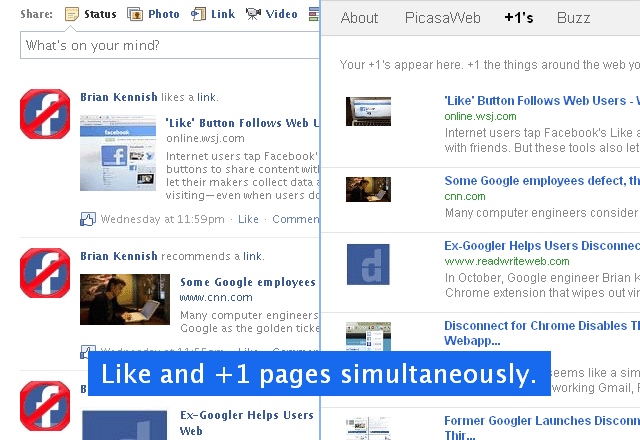 Share: Status Photo Link Video
What's on your mind?
Brian Kennish likes a link.
'Like' Button Follows Web Users
online.wsj.com
Internet users tap Facebook's
buttons to share content with
let their makers collect data a
visiting—even when users do
Wednesday at 11:59pm · Like · Commen
Brian Kennish recommends a link.
Some Google employees
www.cnn.com
Many computer engineers
Google as the golden ticke
Wednesday at 11:55pm · Like · Commen
B
Ex-Googler Helps Users
Web
About PicasaWeb +1's Buzz
Your +1's appear here. +1 the things around the web yo
'Like' Button Follows Web Users - W
online.wsj.com
Internet users tap Facebook's Like a
with friends. But these tools also let
Some Google employees defect, th
cnn.com
Many computer engineers consider
Ex-Googler Helps Users Disconnec
www.readwriteweb.com
In October, Google engineer Brian K
Chrome extension that wipes out vir
Disconnect for Chrome Disables T
Webapp...
seems like a sim
working Gmail, F
Former Googler Launches Disconn
Thir...
Like and +1 pages simultaneously.